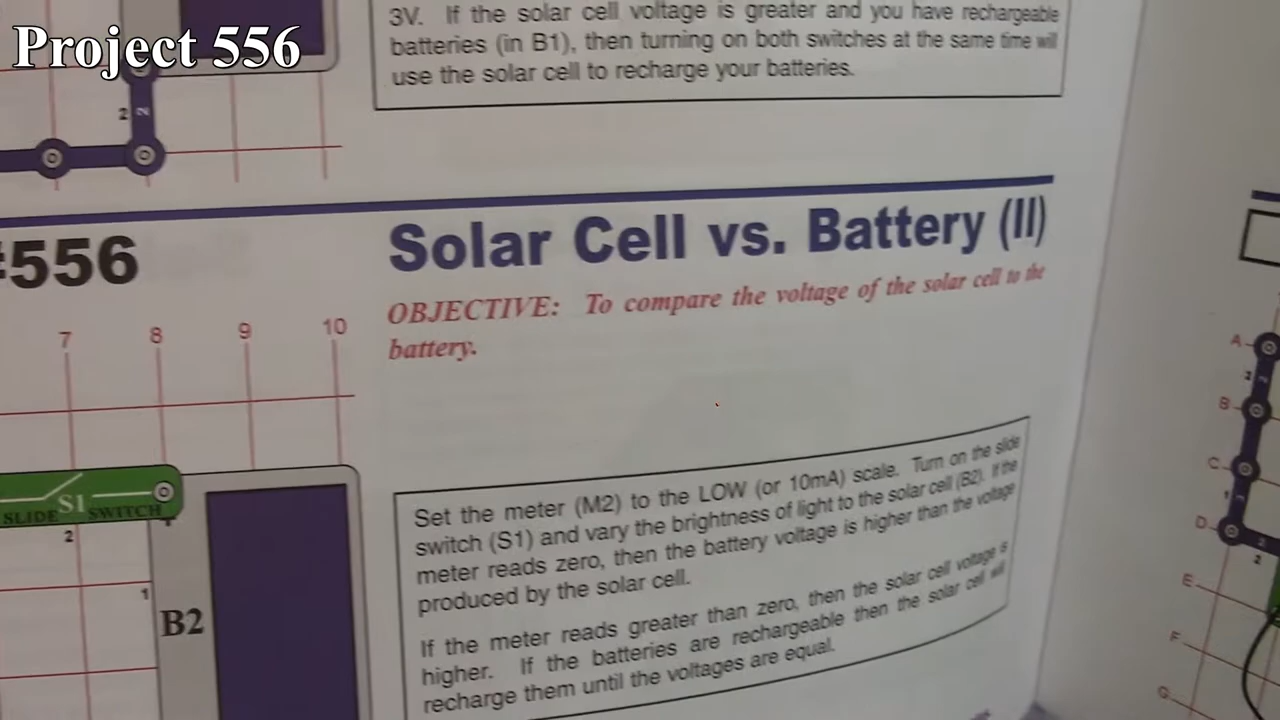 Project 556
3V. If the solar cell voltage is greater and you have rechargeable
batteries (in B1), then turning on both switches at the same time will
use the solar cell to recharge your batteries.
2
2
#556
Solar Cell vs. Battery (II)
OBJECTIVE: To compare the voltage of the solar cell to the
battery.
7 8 9 10
S1
SLIDE SWITCH
2
1
B2
Set the meter (M2) to the LOW (or 10mA) scale. Turn on the slide
switch (S1) and vary the brightness of light to the solar cell (B2). If the
meter reads zero, then the battery voltage is higher than the voltage
produced by the solar cell.
If the meter reads greater than zero, then the solar cell voltage is
higher. If the batteries are rechargeable then the solar cell will
recharge them until the voltages are equal.
A
B
C
D
E
F
G